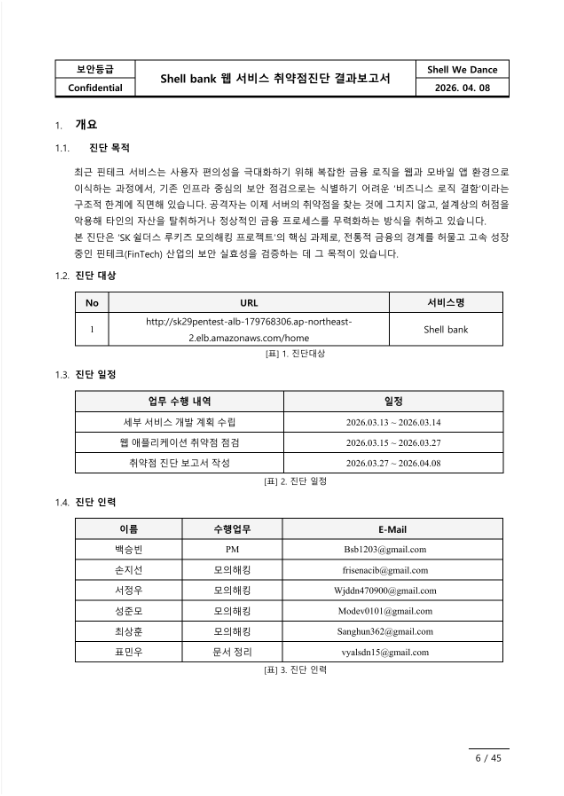 보안등급
Confidential
Shell bank 웹 서비스 취약점진단 결과보고서
Shell We Dance
2026. 04. 08
1. 개요
1.1. 진단 목적
최근 핀테크 서비스는 사용자 편의성을 극대화하기 위해 복잡한 금융 로직을 웹과 모바일 앱 환경으로
이식하는 과정에서, 기존 인프라 중심의 보안 점검으로는 식별하기 어려운 '비즈니스 로직 결함'이라는
구조적 한계에 직면해 있습니다. 공격자는 이제 서버의 취약점을 찾는 것에 그치지 않고, 설계상의 허점을
악용해 타인의 자산을 탈취하거나 정상적인 금융 프로세스를 무력화하는 방식을 취하고 있습니다.
본 진단은 'SK 쉴더스 루키즈 모의해킹 프로젝트'의 핵심 과제로, 전통적 금융의 경계를 허물고 고속 성장
중인 핀테크(FinTech) 산업의 보안 실효성을 검증하는 데 그 목적이 있습니다.
1.2. 진단 대상
No URL 서비스명
1 http://sk29pentest-alb-179768306.ap-northeast-
2.elb.amazonaws.com/home Shell bank
[표] 1. 진단대상
1.3. 진단 일정
업무 수행 내역 일정
세부 서비스 개발 계획 수립 2026.03.13 ~ 2026.03.14
웹 애플리케이션 취약점 점검 2026.03.15 ~ 2026.03.27
취약점 진단 보고서 작성 2026.03.27 ~ 2026.04.08
[표] 2. 진단 일정
1.4. 진단 인력
이름 수행업무 E-Mail
백승빈 PM Bsb1203@gmail.com
손지선 모의해킹 frisenacib@gmail.com
서정우 모의해킹 Wjddn470900@gmail.com
성준모 모의해킹 Modev0101@gmail.com
최상훈 모의해킹 Sanghun362@gmail.com
표민우 문서 정리 vyalsdn15@gmail.com
[표] 3. 진단 인력
6 / 45